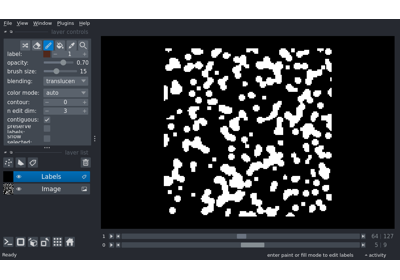 File View Window Plugins Help
layer controls
label: 1
opacity: 0.70
brush size: 15
blending: translucen
color mode: auto
contour: 0
n edit dim: 3
contiguous:
preserve
labels:
show
selected:
layer list
Labels
Image
1 64 127
0 5 9
Ready enter paint or fill mode to edit labels activity